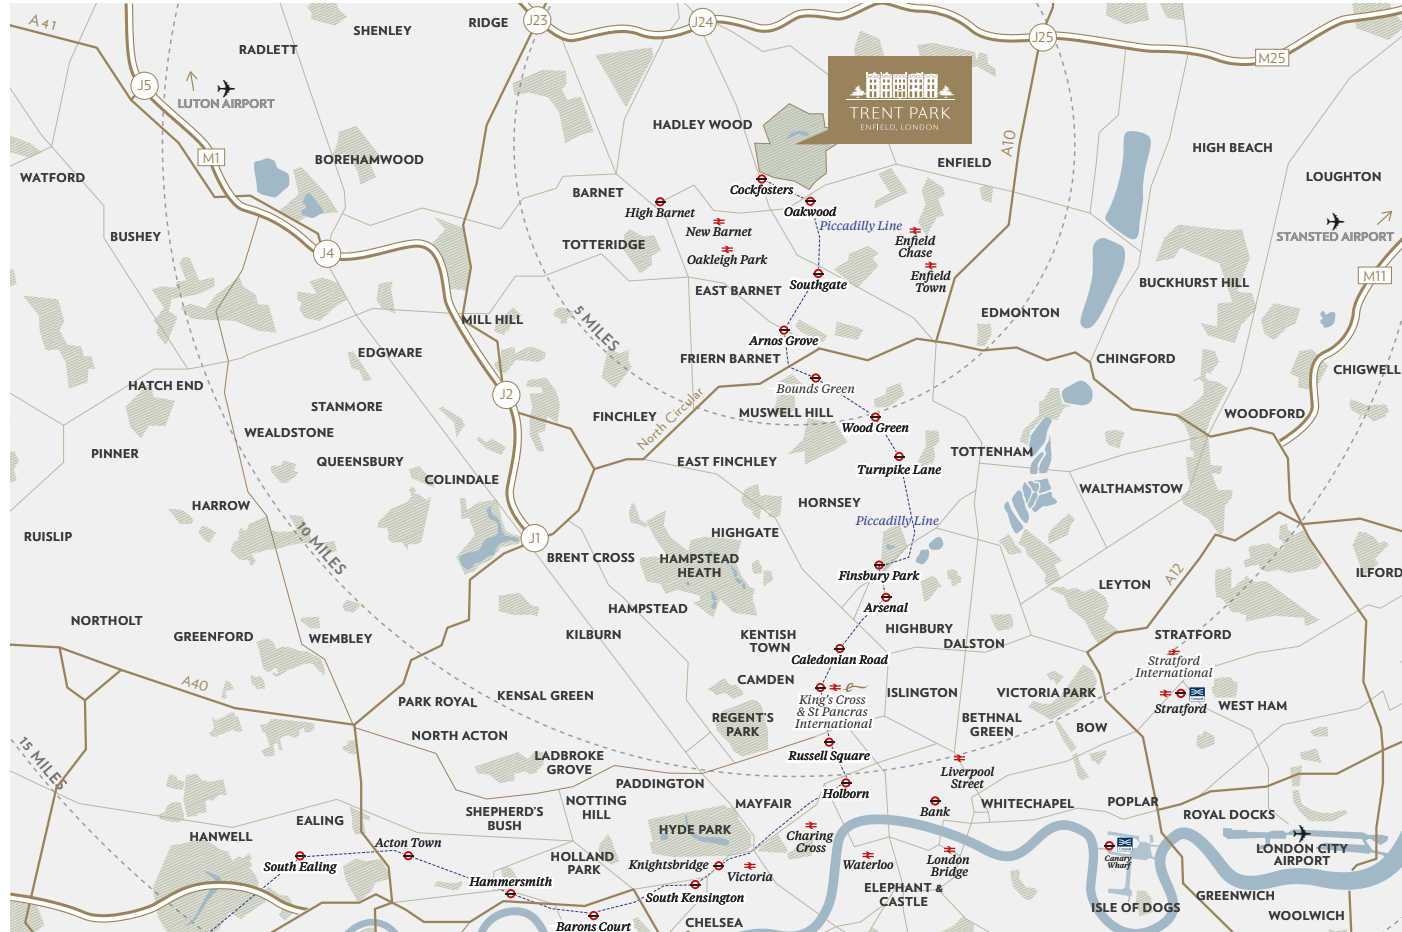 A41
SHENLEY
RIDGE
J23
J24
J25
M25
RADLETT
J5
LUTON AIRPORT
TRENT PARK
ENFIELD, LONDON
HADLEY WOOD
A10
M1
BOREHAMWOOD
ENFIELD
HIGH BEACH
WATFORD
LOUGHTON
BARNET
Cockfosters
High Barnet
Oakwood
New Barnet
Piccadilly Line
BUSHEY
J4
TOTTERIDGE
Oakleigh Park
Enfield
Chase
Enfield
Town
STANSTED AIRPORT
M11
Southgate
EAST BARNET
BUCKHURST HILL
MILL HILL
5 MILES
EDMONTON
Arnos Grove
EDGWARE
FRIERN BARNET
CHINGFORD
CHIGWELL
HATCH END
J2
Bounds Green
STANMORE
FINCHLEY
North Circular
MUSWELL HILL
WOODFORD
WEALDSTONE
Wood Green
PINNER
QUEENSBURY
EAST FINCHLEY
Turnpike Lane
TOTTENHAM
COLINDALE
WALTHAMSTOW
HARROW
HORNSEY
Piccadilly Line
RUISLIP
10 MILES
J1
HIGHGATE
BRENT CROSS
HAMPSTEAD
HEATH
Finsbury Park
A12
ILFORD
LEYTON
HAMPSTEAD
Arsenal
NORTHOLT
GREENFORD
WEMBLEY
KILBURN
KENTISH
TOWN
HIGHBURY
DALSTON
STRATFORD
Caledonian Road
Stratford
International
A40
CAMDEN
PARK ROYAL
KENSAL GREEN
King's Cross
& St Pancras
International
ISLINGTON
VICTORIA PARK
Stratford
WEST HAM
REGENT'S
PARK
BETHNAL
GREEN
BOW
NORTH ACTON
15 MILES
LADBROKE
GROVE
Russell Square
Liverpool
Street
PADDINGTON
Holborn
NOTTING
HILL
MAYFAIR
Bank
WHITECHAPEL
POPLAR
SHEPHERD'S
BUSH
EALING
HANWELL
HYDE PARK
Charing
Cross
ROYAL DOCKS
Acton Town
LONDON CITY
AIRPORT
South Ealing
HOLLAND
PARK
Knightsbridge
Victoria
Waterloo
London
Bridge
Canary
Wharf
Hammersmith
South Kensington
ELEPHANT &
CASTLE
ISLE OF DOGS
GREENWICH
WOOLWICH
Barons Court
CHELSEA